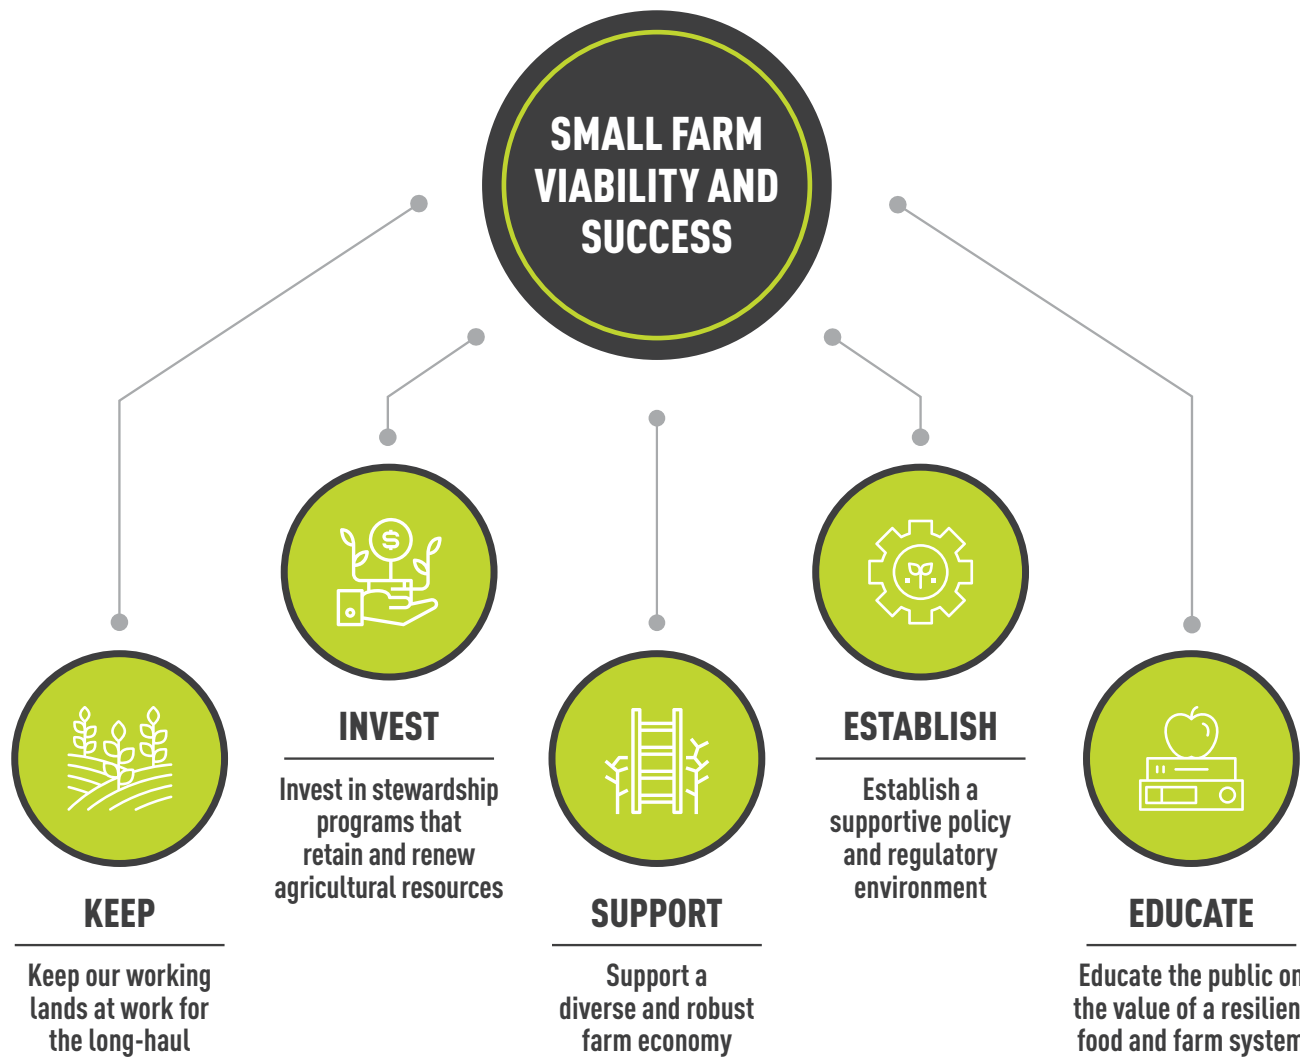 SMALL FARM
VIABILITY AND
SUCCESS
$
KEEP
Keep our working
lands at work for
the long-haul
INVEST
Invest in stewardship
programs that
retain and renew
agricultural resources
SUPPORT
Support a
diverse and robust
farm economy
ESTABLISH
Establish a
supportive policy
and regulatory
environment
EDUCATE
Educate the public on
the value of a resilien
food and farm system